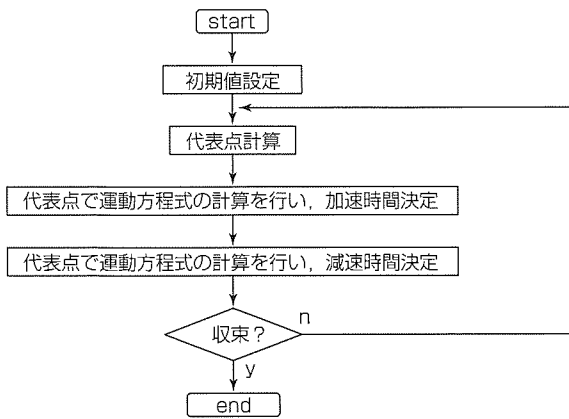 start
初期値設定
代表点計算
代表点で運動方程式の計算を行い，加速時間決定
代表点で運動方程式の計算を行い，減速時間決定
収束？
n
y
end